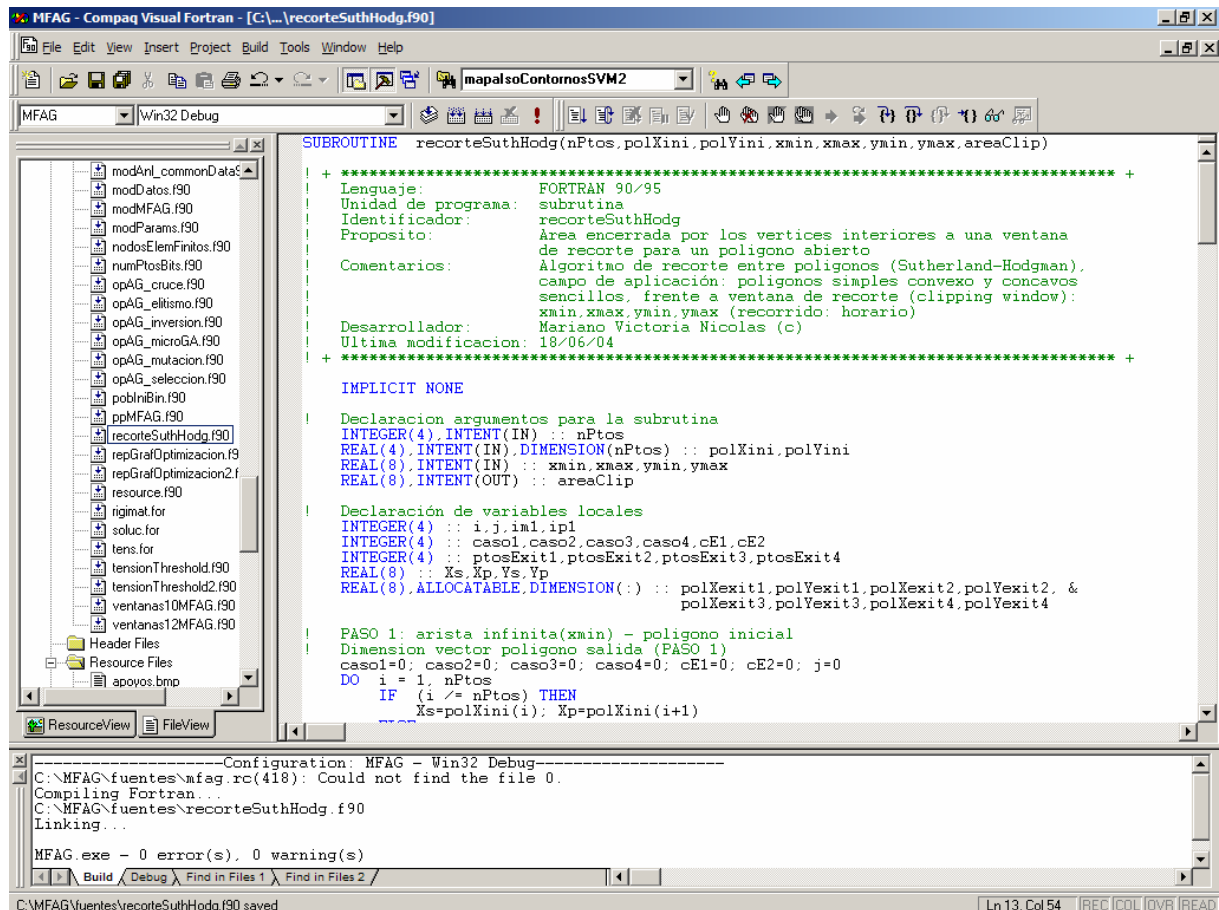 MFAG - Compaq Visual Fortran - [C:\...\recorteSuthHodg.f90]
File Edit View Insert Project Build Tools Window Help
mapaIsoContornosSVM2
MFAG Win32 Debug
modAnl_commonDataS
modDatos.f90
modMFAG.f90
modParams.f90
nodosElemFinitos.f90
numPtosBits.f90
opAG_cruce.f90
opAG_elitismo.f90
opAG_inversion.f90
opAG_microGA.f90
opAG_mutacion.f90
opAG_seleccion.f90
pobIniBin.f90
ppMFAG.f90
recorteSuthHodg.f90
repGrafOptimizacion.f9
repGrafOptimizacion2.f
resource.f90
rigimat.for
soluc.for
tens.for
tensionThreshold.f90
tensionThreshold2.f90
ventanas10MFAG.f90
ventanas12MFAG.f90
Header Files
Resource Files
apoyos.bmp
ResourceView FileView
SUBROUTINE recorteSuthHodg(nPtos,polXini,polYini,xmin,xmax,ymin,ymax,areaClip)
! + ****************************************************************************** +
! Lenguaje: FORTRAN 90/95
! Unidad de programa: subrutina
! Identificador: recorteSuthHodg
! Proposito: Area encerrada por los vertices interiores a una ventana
! de recorte para un poligono abierto
! Comentarios: Algoritmo de recorte entre poligonos (Sutherland-Hodgman),
! campo de aplicación: poligonos simples convexo y concavos
! sencillos, frente a ventana de recorte (clipping window):
! xmin,xmax,ymin,ymax (recorrido: horario)
! Desarrollador: Mariano Victoria Nicolas (c)
! Ultima modificacion: 18/06/04
! + ****************************************************************************** +
IMPLICIT NONE
! Declaracion argumentos para la subrutina
INTEGER(4),INTENT(IN) :: nPtos
REAL(4),INTENT(IN),DIMENSION(nPtos) :: polXini,polYini
REAL(8),INTENT(IN) :: xmin,xmax,ymin,ymax
REAL(8),INTENT(OUT) :: areaClip
! Declaración de variables locales
INTEGER(4) :: i,j,im1,ip1
INTEGER(4) :: caso1,caso2,caso3,caso4,cE1,cE2
INTEGER(4) :: ptosExit1,ptosExit2,ptosExit3,ptosExit4
REAL(8) :: Xs,Xp,Ys,Yp
REAL(8),ALLOCATABLE,DIMENSION(:) :: polXexit1,polYexit1,polXexit2,polYexit2, &
polXexit3,polYexit3,polXexit4,polYexit4
! PASO 1: arista infinita(xmin) - poligono inicial
! Dimension vector poligono salida (PASO 1)
caso1=0; caso2=0; caso3=0; caso4=0; cE1=0; cE2=0; j=0
DO i = 1, nPtos
IF (i /= nPtos) THEN
Xs=polXini(i); Xp=polXini(i+1)
ELSE
--------------------Configuration: MFAG - Win32 Debug--------------------
C:\MFAG\fuentes\mfag.rc(418): Could not find the file 0.
Compiling Fortran...
C:\MFAG\fuentes\recorteSuthHodg.f90
Linking...
MFAG.exe - 0 error(s), 0 warning(s)
Build Debug Find in Files 1 Find in Files 2
C:\MFAG\fuentes\recorteSuthHodg.f90 saved Ln 13, Col 54 REC COL OVR READ